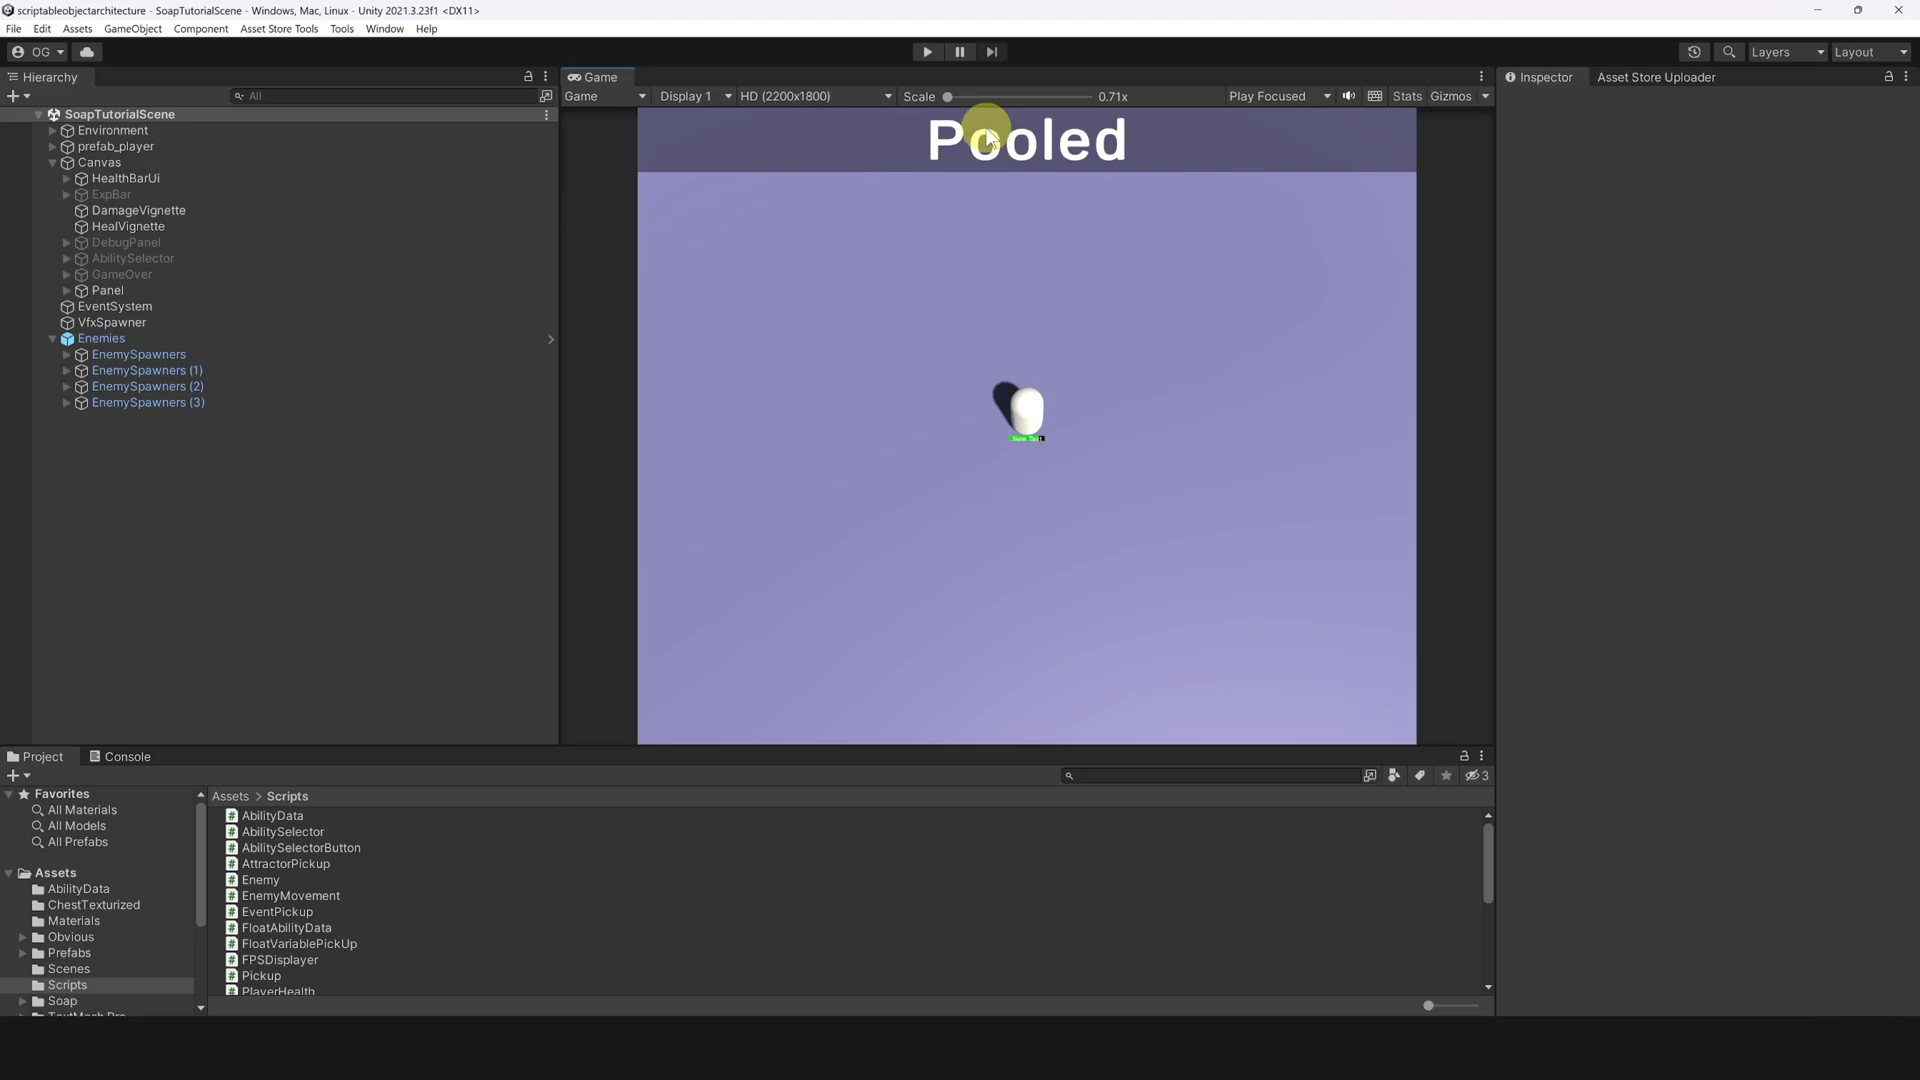 scriptableobjectarchitecture - SoapTutorialScene - Windows, Mac, Linux - Unity 2021.3.23f1 <DX11>
File Edit Assets GameObject Component Asset Store Tools Tools Window Help
OG Layers Layout
Hierarchy
All
SoapTutorialScene
Environment
prefab_player
Canvas
HealthBarUi
ExpBar
DamageVignette
HealVignette
DebugPanel
AbilitySelector
GameOver
Panel
EventSystem
VfxSpawner
Enemies
EnemySpawners
EnemySpawners (1)
EnemySpawners (2)
EnemySpawners (3)
Game
Game Display 1 HD (2200x1800) Scale 0.71x Play Focused Stats Gizmos
Pooled
Inspector Asset Store Uploader
Project Console
3
Favorites
All Materials
All Models
All Prefabs
Assets
AbilityData
ChestTexturized
Materials
Obvious
Prefabs
Scenes
Scripts
Soap
Assets > Scripts
AbilityData
AbilitySelector
AbilitySelectorButton
AttractorPickup
Enemy
EnemyMovement
EventPickup
FloatAbilityData
FloatVariablePickUp
FPSDisplayer
Pickup
PlayerHealth